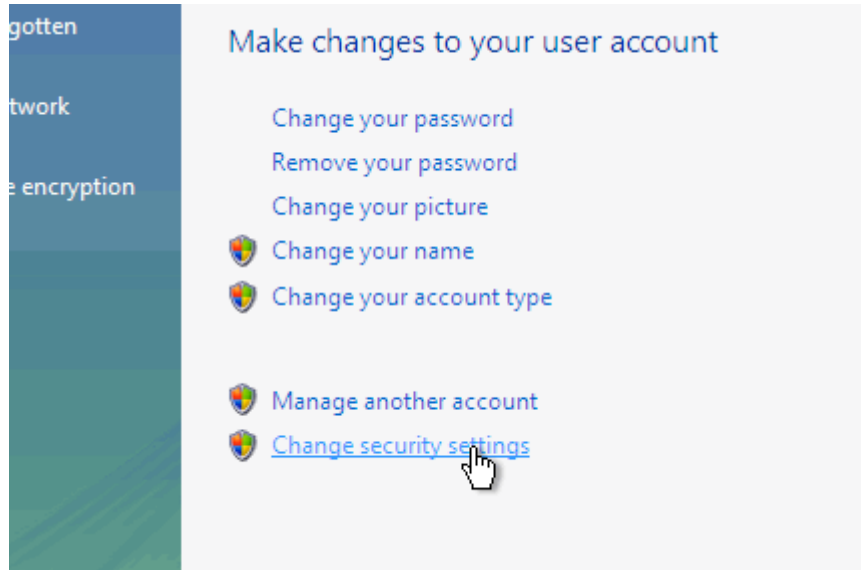 gotten
twork
e encryption
Make changes to your user account
Change your password
Remove your password
Change your picture
Change your name
Change your account type
Manage another account
Change security settings